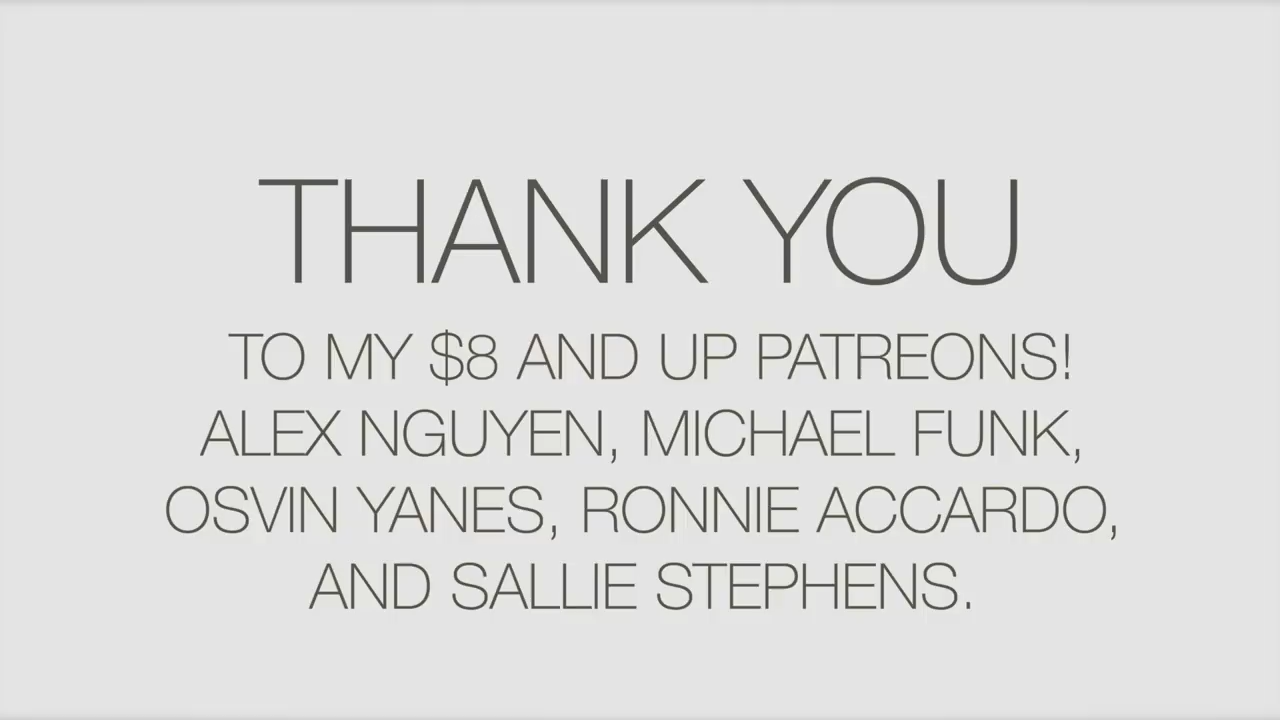 THANK YOU
TO MY $8 AND UP PATREONS!
ALEX NGUYEN, MICHAEL FUNK,
OSVIN YANES, RONNIE ACCARDO,
AND SALLIE STEPHENS.